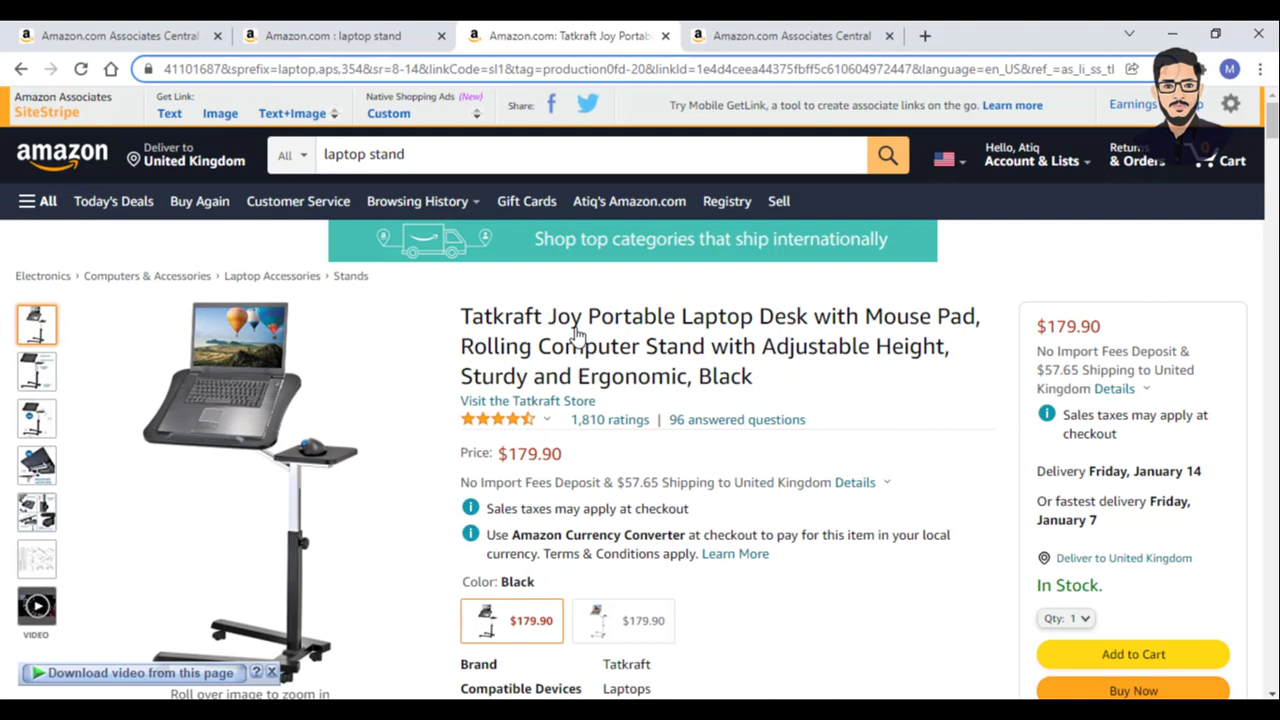 Amazon.com Associates Central
Amazon.com : laptop stand
Amazon.com: Tatkraft Joy Portab
Amazon.com Associates Central
41101687&sprefix=laptop,aps,354&sr=8-14&linkCode=sl1&tag=production0fd-20&linkId=1e4d4ceea44375fbff5c610604972447&language=en_US&ref_=as_li_ss_tl
M
Amazon Associates
SiteStripe
Get Link:
Text Image Text+Image
Native Shopping Ads (New)
Custom
Share:
Try Mobile GetLink, a tool to create associate links on the go. Learn more
Earnings
amazon
Deliver to
United Kingdom
All laptop stand
Hello, Atiq
Account & Lists
Returns
& Orders
0
Cart
All Today's Deals Buy Again Customer Service Browsing History Gift Cards Atiq's Amazon.com Registry Sell
Shop top categories that ship internationally
Electronics › Computers & Accessories › Laptop Accessories › Stands
Tatkraft Joy Portable Laptop Desk with Mouse Pad,
Rolling Computer Stand with Adjustable Height,
Sturdy and Ergonomic, Black
Visit the Tatkraft Store
1,810 ratings | 96 answered questions
Price: $179.90
No Import Fees Deposit & $57.65 Shipping to United Kingdom Details
Sales taxes may apply at checkout
Use Amazon Currency Converter at checkout to pay for this item in your local
currency. Terms & Conditions apply. Learn More
Color: Black
$179.90
$179.90
Brand Tatkraft
Compatible Devices Laptops
VIDEO
Download video from this page
Roll over image to zoom in
$179.90
No Import Fees Deposit &
$57.65 Shipping to United
Kingdom Details
Sales taxes may apply at
checkout
Delivery Friday, January 14
Or fastest delivery Friday,
January 7
Deliver to United Kingdom
In Stock.
Qty: 1
Add to Cart
Buy Now